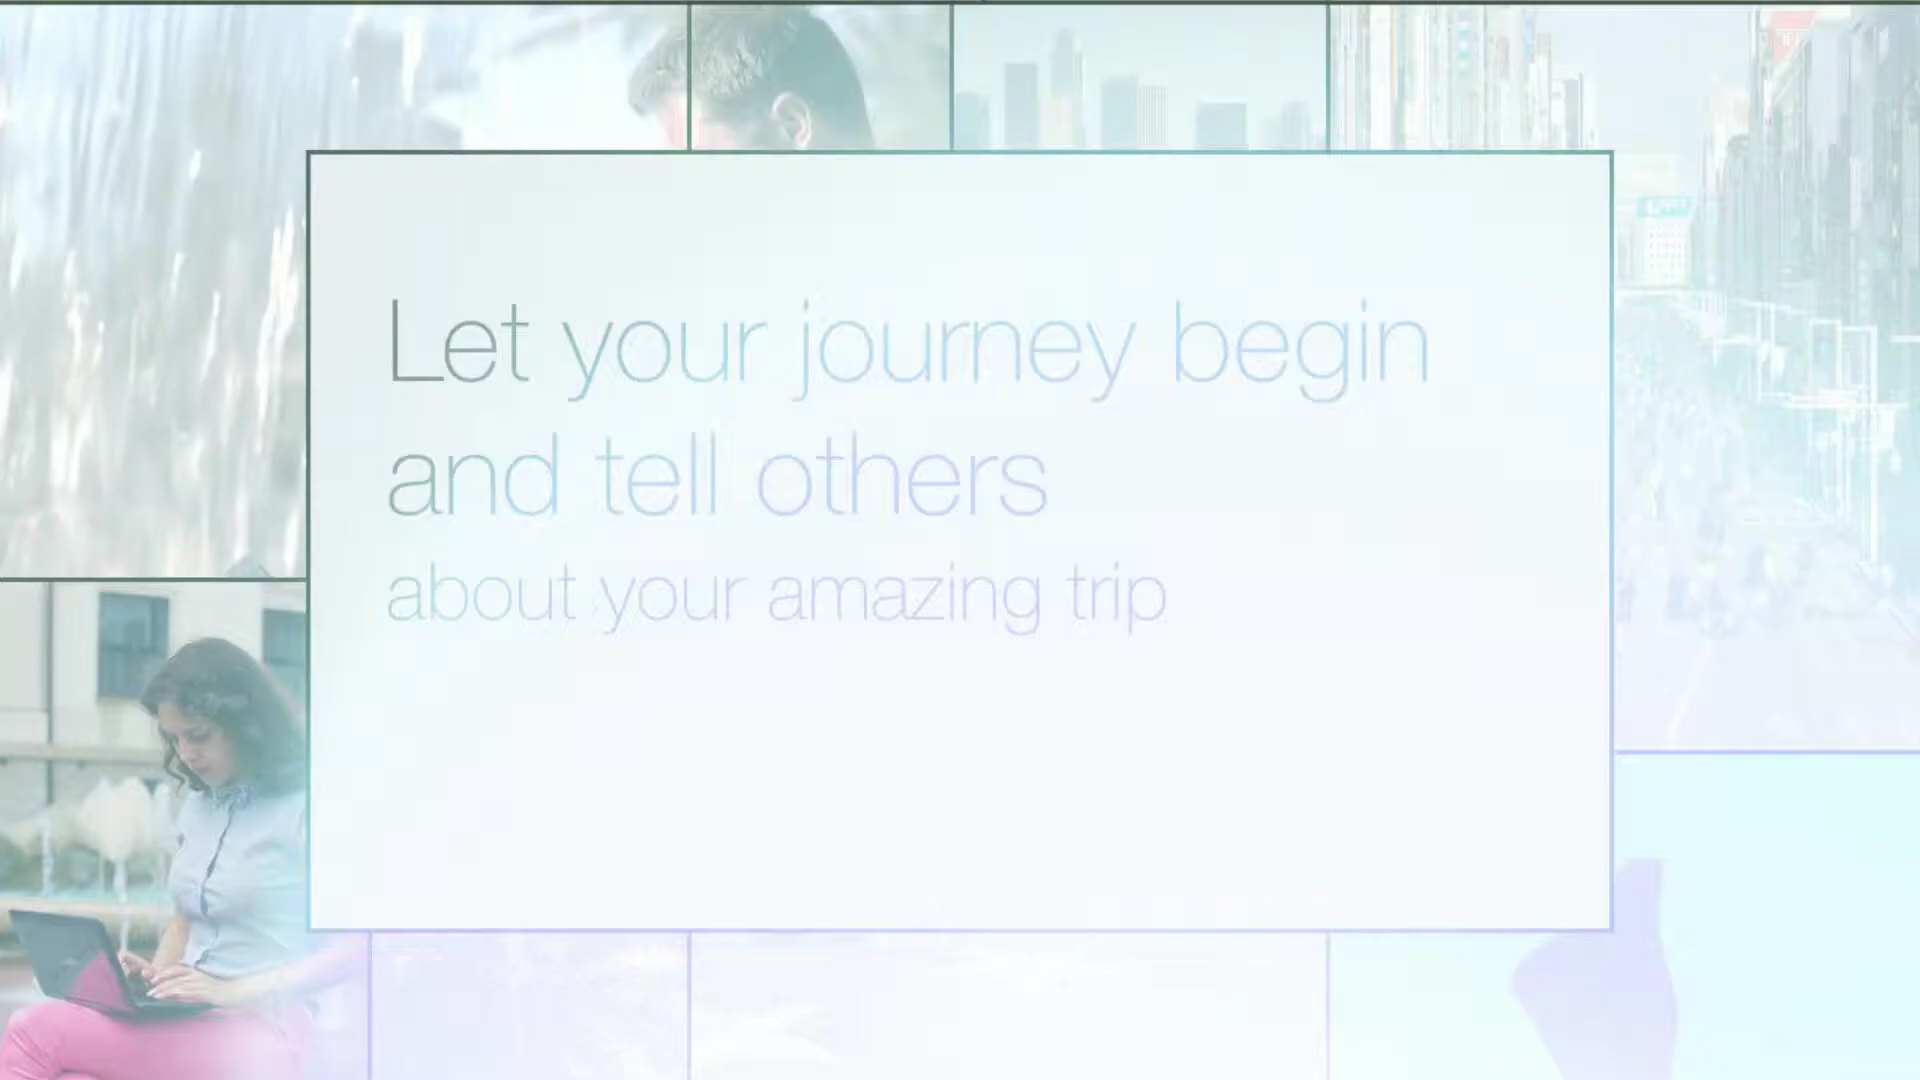 Let your journey begin
and tell others
about your amazing trip